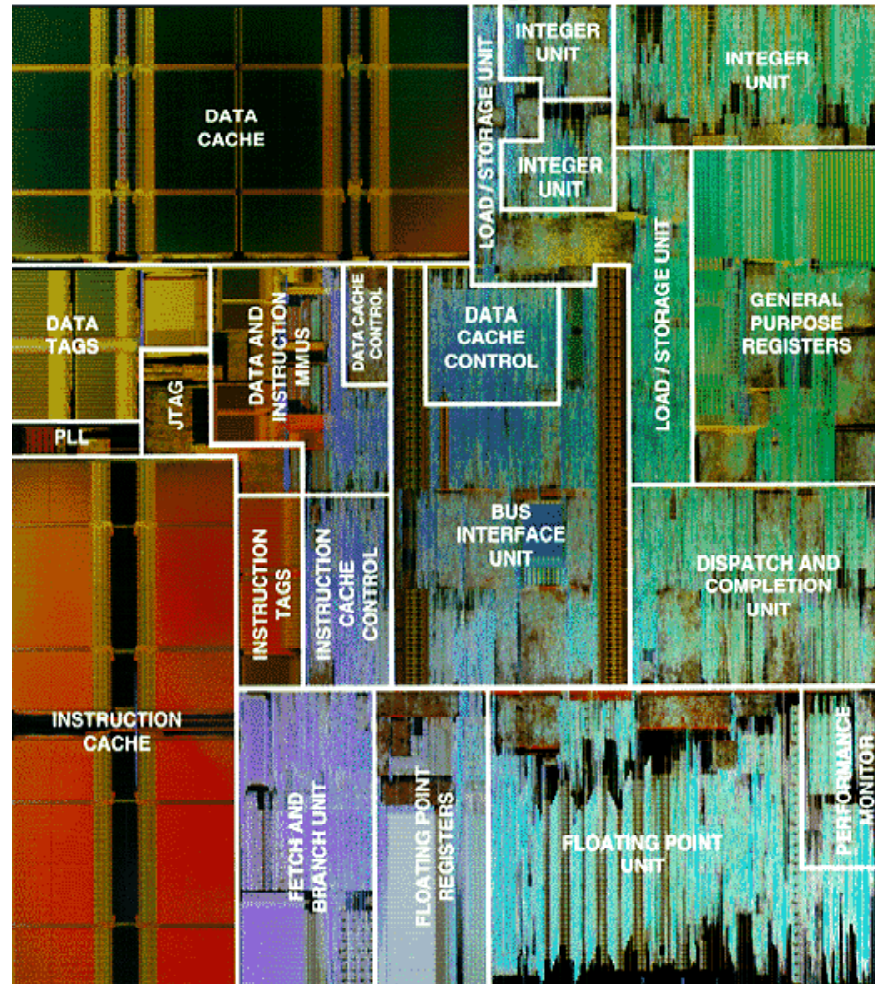 DATA
CACHE
LOAD / STORAGE UNIT
INTEGER
UNIT
INTEGER
UNIT
INTEGER
UNIT
DATA
TAGS
PLL
JTAG
DATA AND
INSTRUCTION
MMUS
DATA CACHE
CONTROL
DATA
CACHE
CONTROL
LOAD / STORAGE UNIT
GENERAL
PURPOSE
REGISTERS
INSTRUCTION
TAGS
INSTRUCTION
CACHE
CONTROL
BUS
INTERFACE
UNIT
DISPATCH AND
COMPLETION
UNIT
INSTRUCTION
CACHE
FETCH AND
BRANCH UNIT
FLOATING POINT
REGISTERS
FLOATING POINT
UNIT
PERFORMANCE
MONITOR